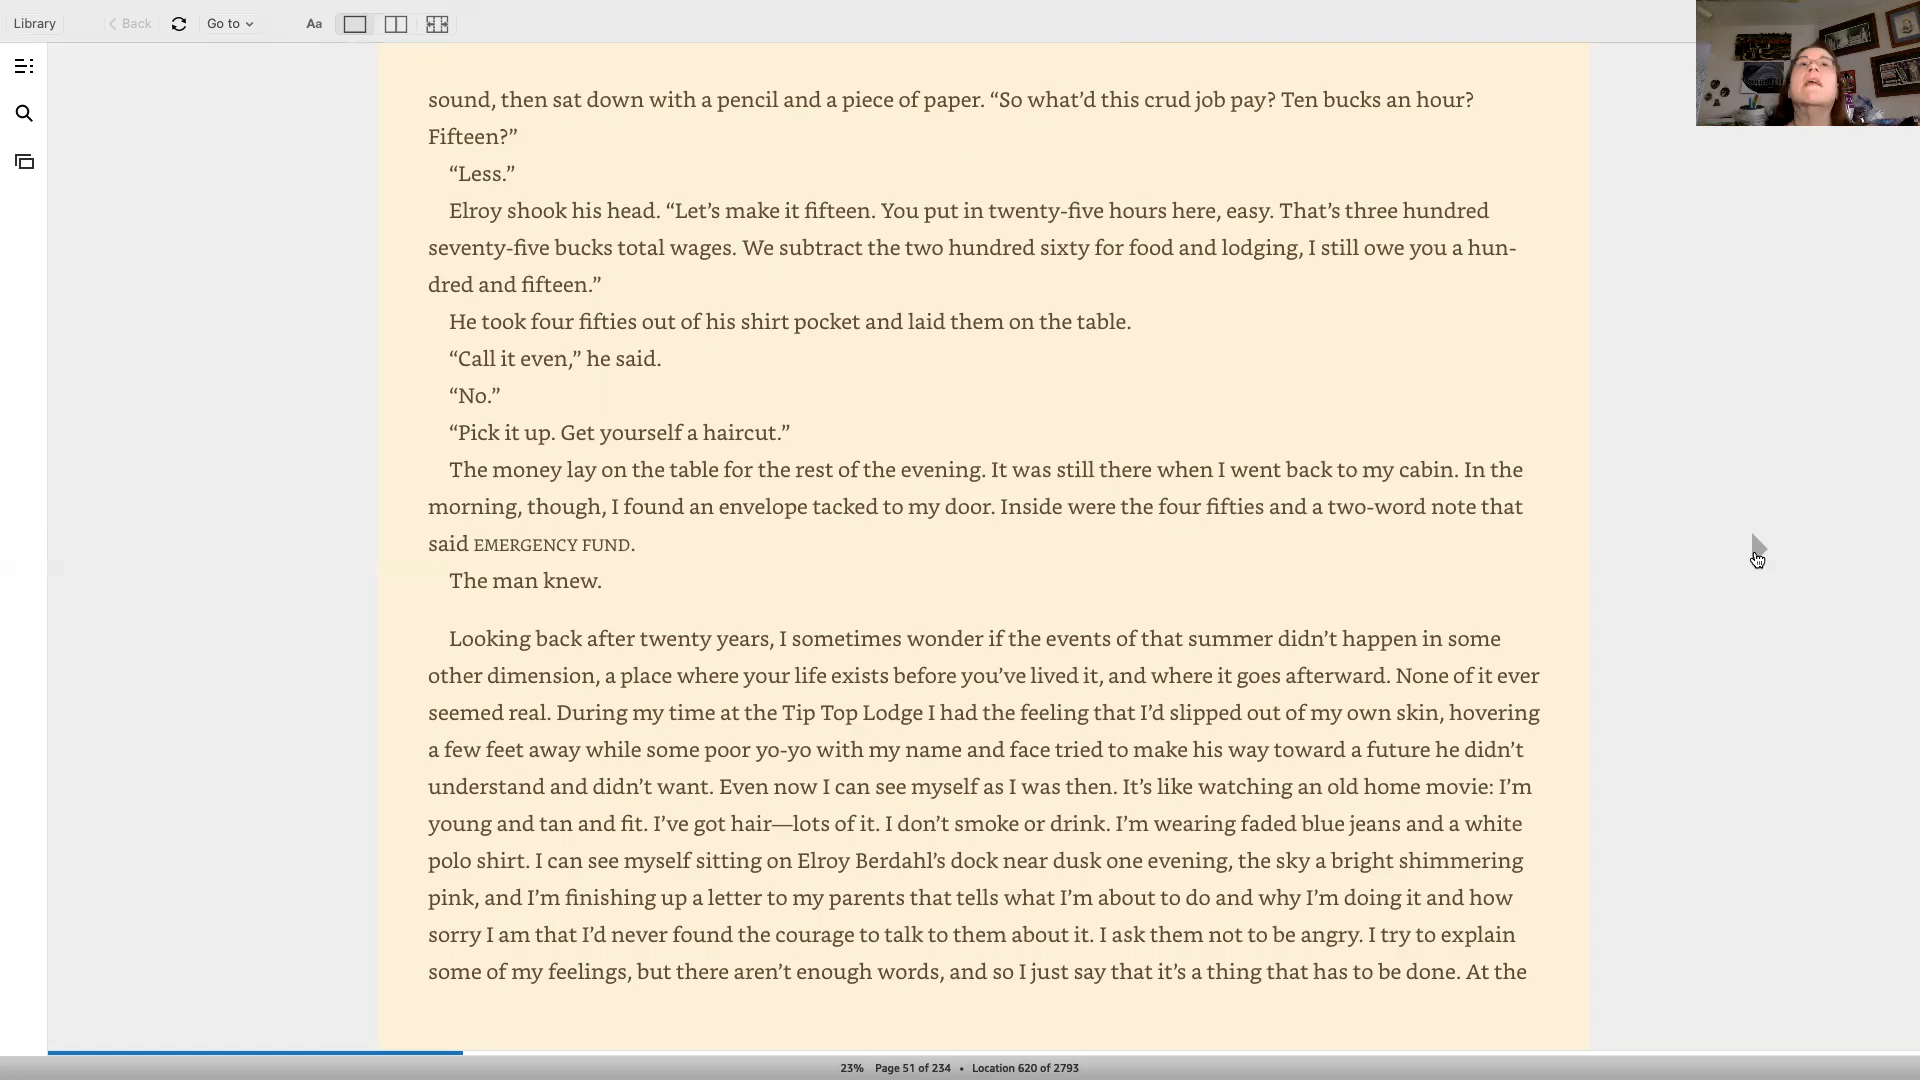 Library
Back
Go to
Aa
sound, then sat down with a pencil and a piece of paper. “So what’d this crud job pay? Ten bucks an hour?
Fifteen?”
“Less.”
Elroy shook his head. “Let’s make it fifteen. You put in twenty-five hours here, easy. That’s three hundred
seventy-five bucks total wages. We subtract the two hundred sixty for food and lodging, I still owe you a hun-
dred and fifteen.”
He took four fifties out of his shirt pocket and laid them on the table.
“Call it even,” he said.
“No.”
“Pick it up. Get yourself a haircut.”
The money lay on the table for the rest of the evening. It was still there when I went back to my cabin. In the
morning, though, I found an envelope tacked to my door. Inside were the four fifties and a two-word note that
said EMERGENCY FUND.
The man knew.
Looking back after twenty years, I sometimes wonder if the events of that summer didn’t happen in some
other dimension, a place where your life exists before you’ve lived it, and where it goes afterward. None of it ever
seemed real. During my time at the Tip Top Lodge I had the feeling that I’d slipped out of my own skin, hovering
a few feet away while some poor yo-yo with my name and face tried to make his way toward a future he didn’t
understand and didn’t want. Even now I can see myself as I was then. It’s like watching an old home movie: I’m
young and tan and fit. I’ve got hair—lots of it. I don’t smoke or drink. I’m wearing faded blue jeans and a white
polo shirt. I can see myself sitting on Elroy Berdahl’s dock near dusk one evening, the sky a bright shimmering
pink, and I’m finishing up a letter to my parents that tells what I’m about to do and why I’m doing it and how
sorry I am that I’d never found the courage to talk to them about it. I ask them not to be angry. I try to explain
some of my feelings, but there aren’t enough words, and so I just say that it’s a thing that has to be done. At the
23% Page 51 of 234 • Location 620 of 2793